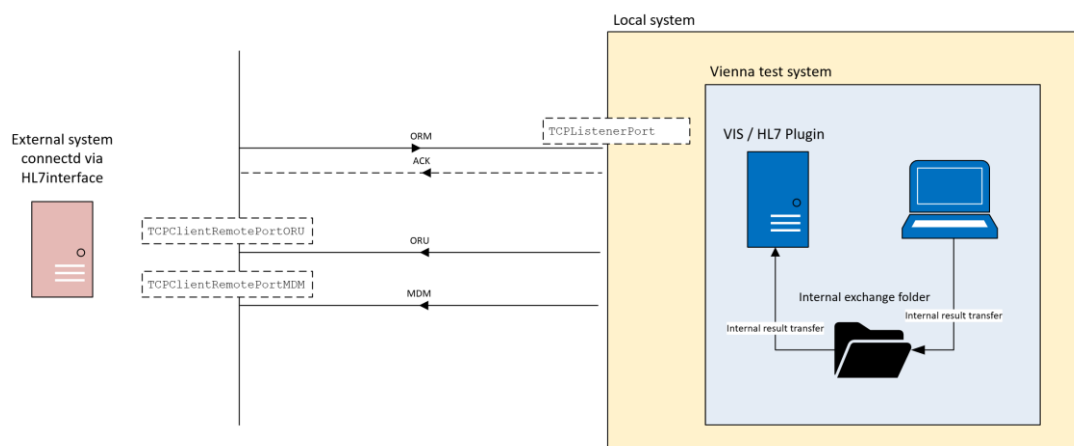 Local system
Vienna test system
External system
connectd via
HL7interface
TCPListenerPort
VIS / HL7 Plugin
ORM
ACK
TCPClientRemotePortORU
ORU
TCPClientRemotePortMDM
MDM
Internal exchange folder
Internal result transfer
Internal result transfer